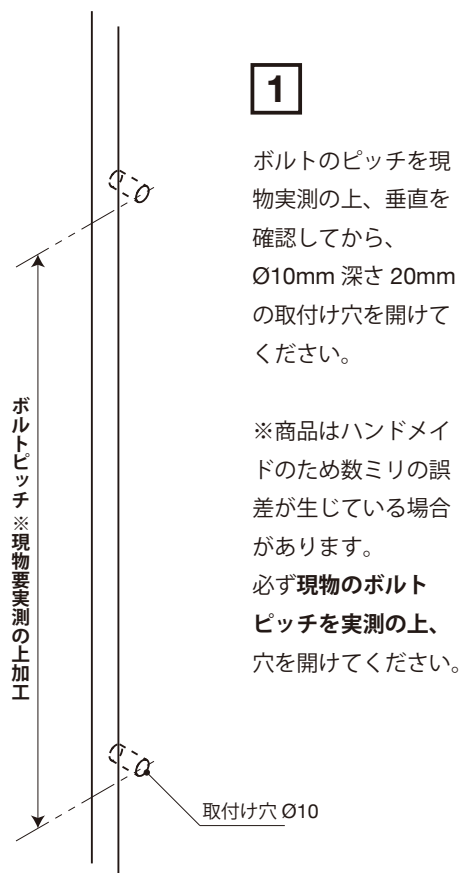 1
ボルトのピッチを現
物実測の上、垂直を
確認してから、
Ø10mm 深さ 20mm
の取付け穴を開けて
ください。
※商品はハンドメイ
ドのため数ミリの誤
差が生じている場合
があります。
必ず現物のボルト
ピッチを実測の上、
穴を開けてください。
ボルトピッチ ※現物要実測の上加工
取付け穴 Ø10